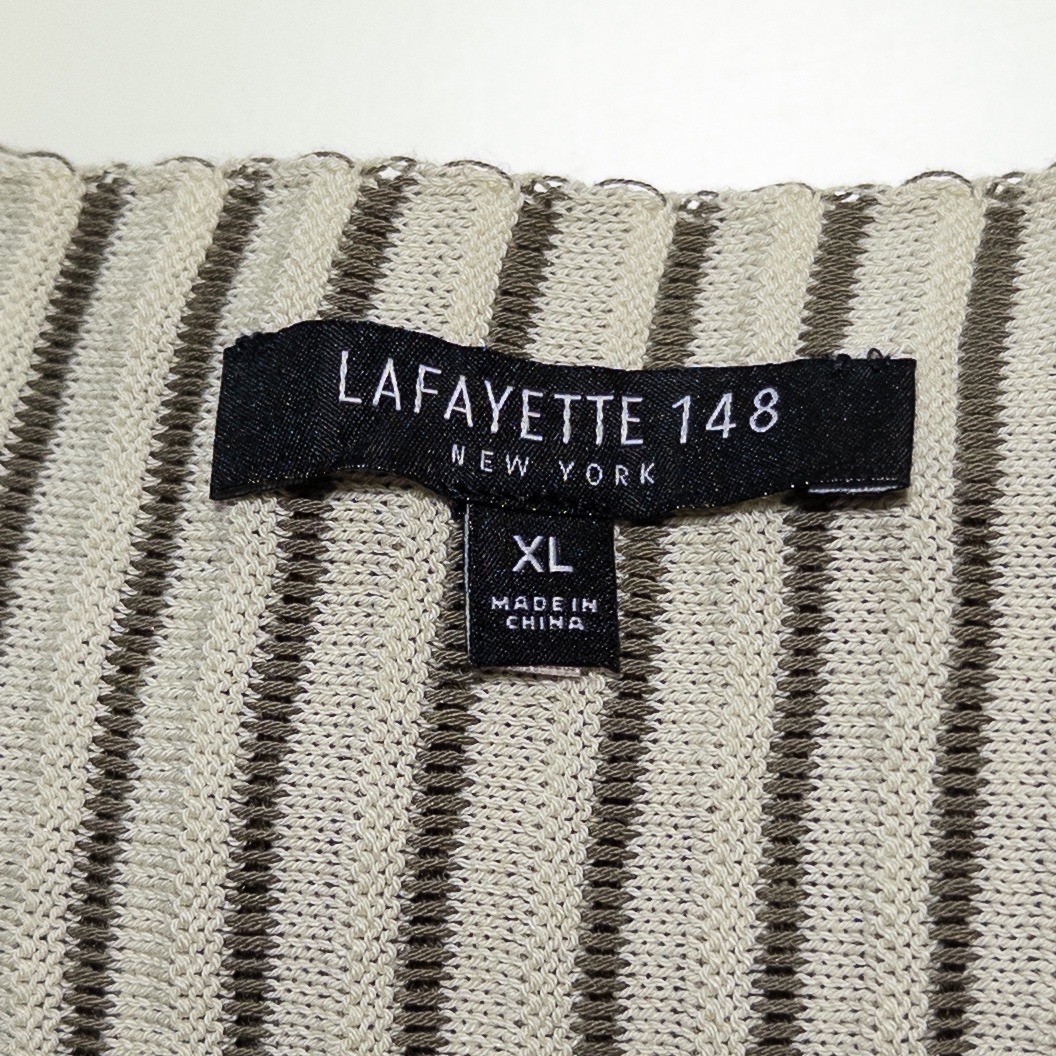 LAFAYETTE 148
NEW YORK
XL
MADE IN
CHINA